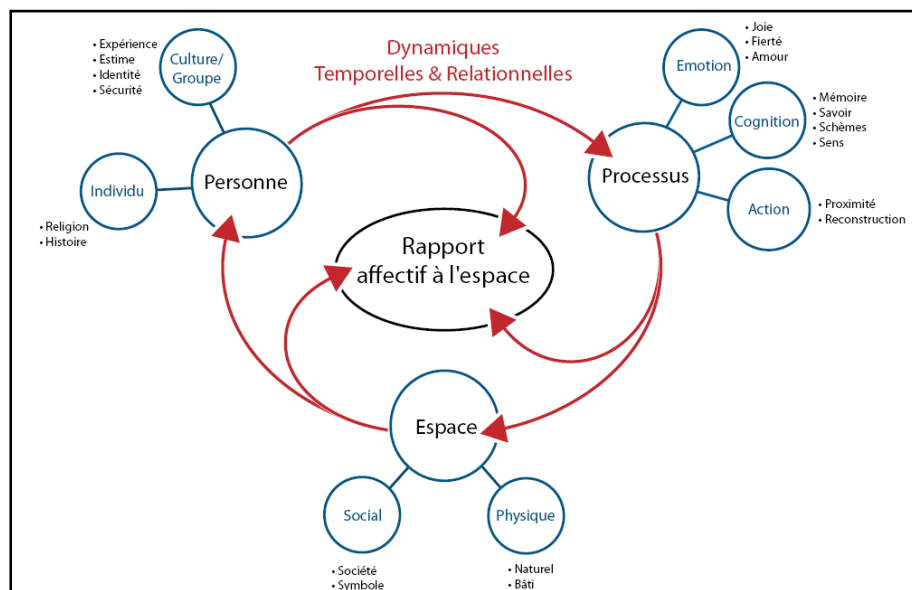 Dynamiques
Temporelles & Relationnelles
• Expérience
• Estime
• Identité
• Sécurité
Culture/
Groupe
Individu
• Religion
• Histoire
Personne
Emotion
• Joie
• Fierté
• Amour
Cognition
• Mémoire
• Savoir
• Schèmes
• Sens
Processus
Action
• Proximité
• Reconstruction
Rapport
affectif à l'espace
Espace
Social
• Société
• Symbole
Physique
• Naturel
• Bâti